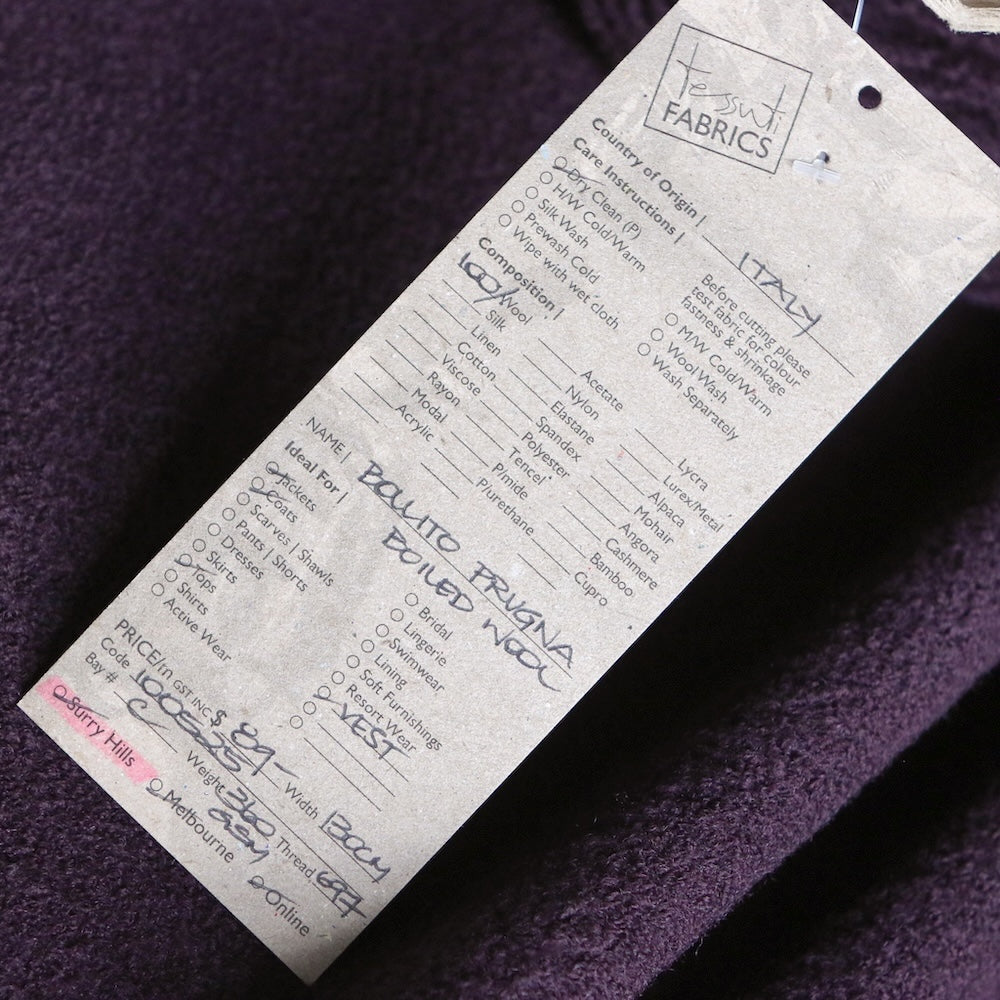 tessuti
FABRICS
Country of Origin | ITALY
Care Instructions |
Dry Clean (P)
H/W Cold/Warm
Silk Wash
Prewash Cold
Wipe with wet cloth
Before cutting please
test fabric for colour
fastness & shrinkage
M/W Cold/Warm
Wool Wash
Wash Separately
Composition |
100% Wool
Silk
Linen
Cotton
Viscose
Rayon
Modal
Acrylic
Acetate
Nylon
Elastane
Spandex
Polyester
Tencel
P/mide
P/urethane
Lycra
Lurex/Metal
Alpaca
Mohair
Angora
Cashmere
Bamboo
Cupro
NAME | BOLLITO PRUGNA
BOILED WOOL
Ideal For |
Jackets
Coats
Scarves | Shawls
Pants | Shorts
Dresses
Skirts
Tops
Shirts
Active Wear
Bridal
Lingerie
Swimwear
Lining
Soft Furnishings
Resort Wear
VEST
PRICE/m GST INC $ 89- Width 130CM
Code Weight 360 GSM Thread 697
Bay # C
Surry Hills
Melbourne
Online